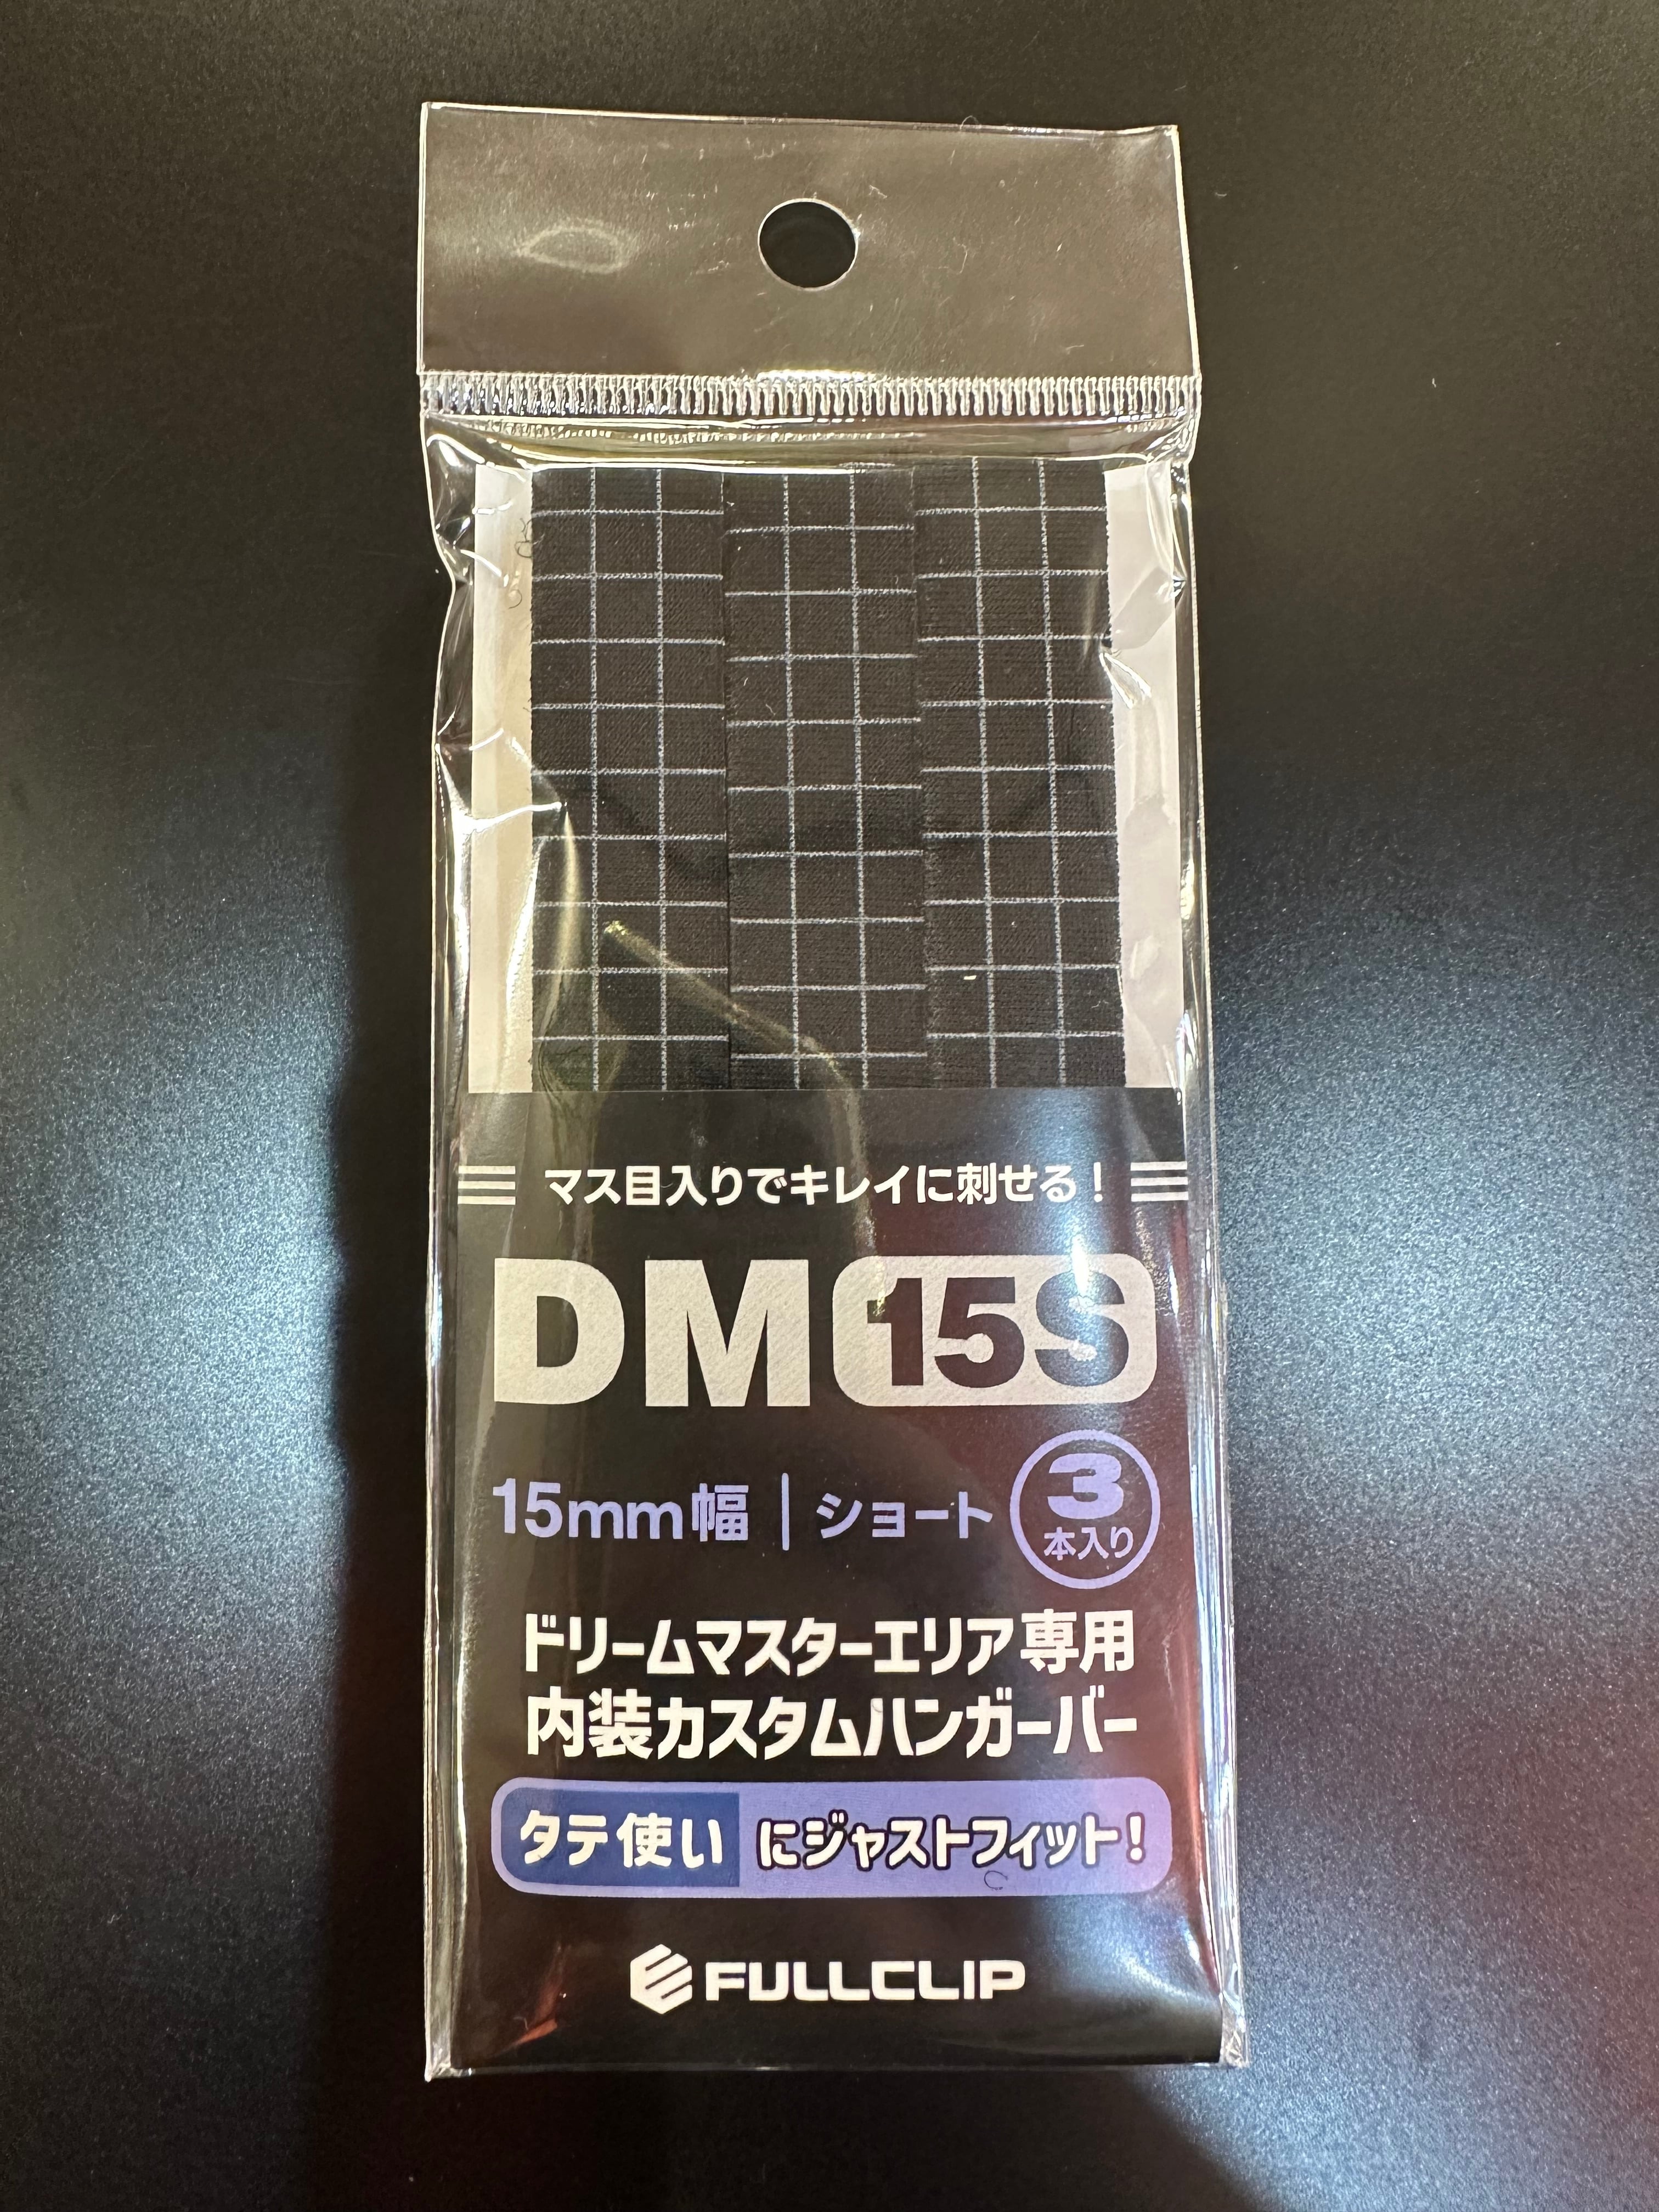 マス目入りでキレイに刺せる!
DM 15S
15mm幅 | ショート 3本入り
ドリームマスターエリア専用
内装カスタムハンガーバー
タテ使い にジャストフィット!
FULLCLIP